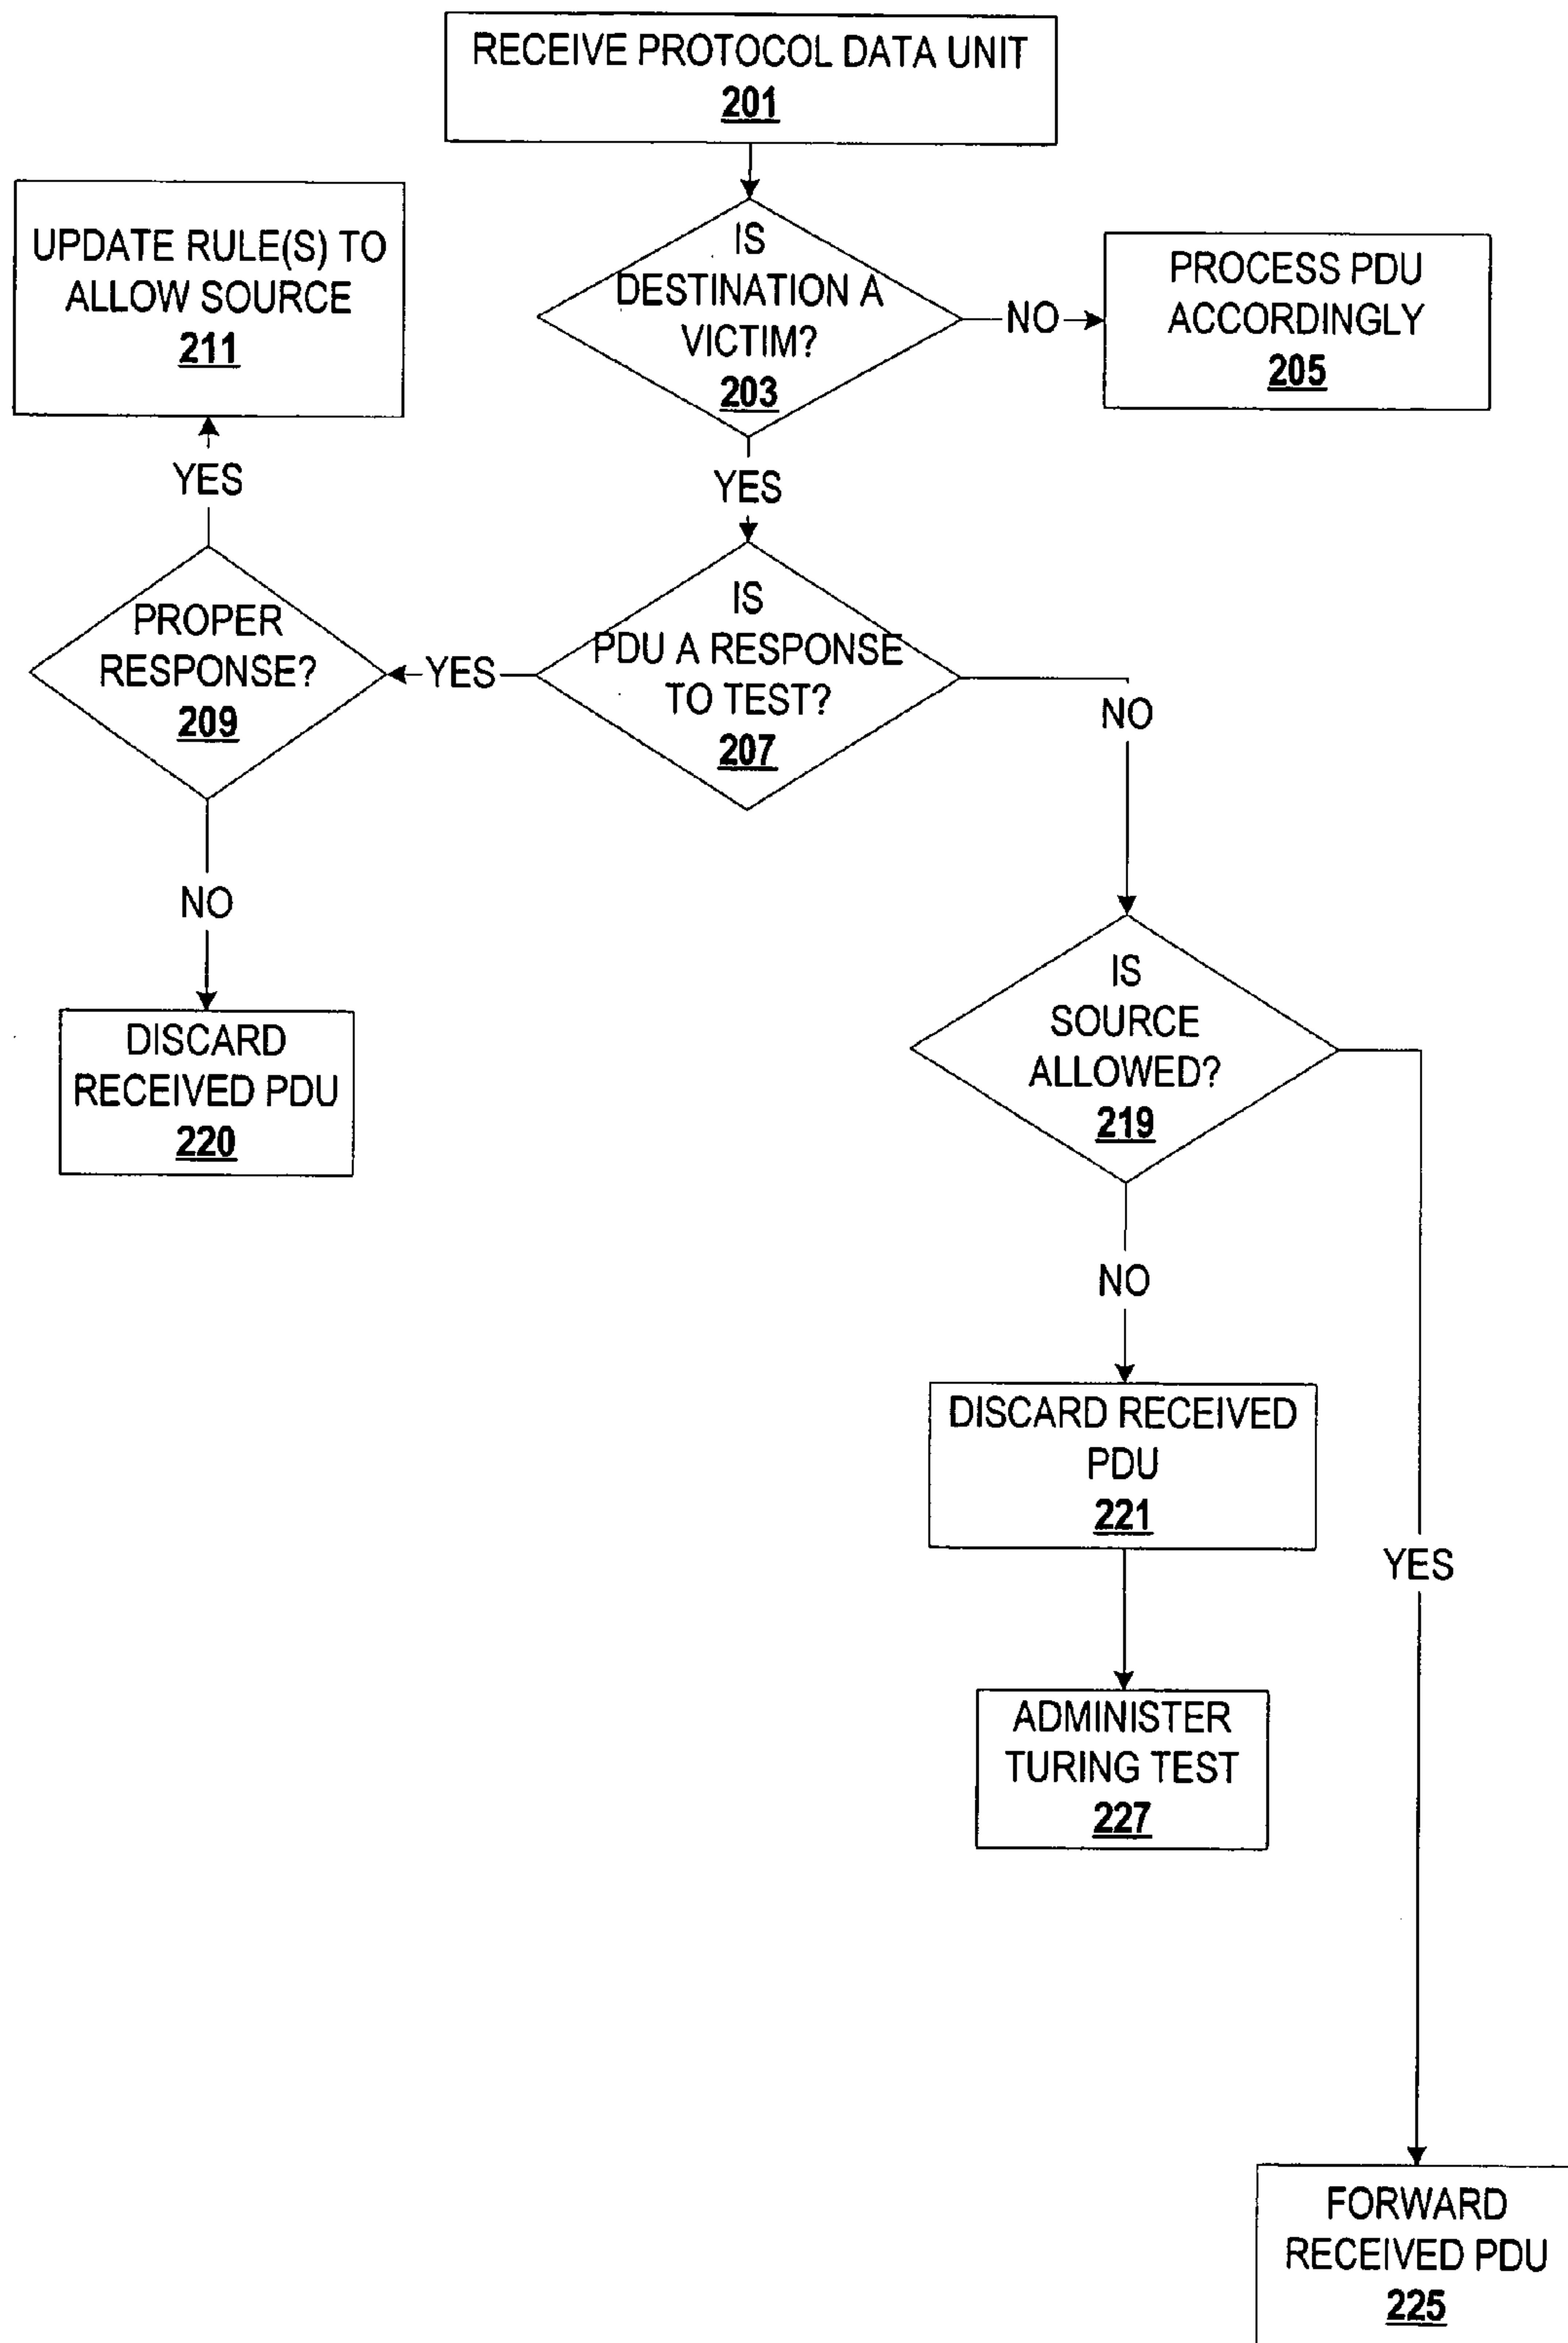 RECEIVE PROTOCOL DATA UNIT
201
UPDATE RULE(S) TO
ALLOW SOURCE
211
IS
DESTINATION A
VICTIM?
203
NO
PROCESS PDU
ACCORDINGLY
205
YES
YES
PROPER
RESPONSE?
209
YES
IS
PDU A RESPONSE
TO TEST?
207
NO
NO
DISCARD
RECEIVED PDU
220
IS
SOURCE
ALLOWED?
219
NO
DISCARD RECEIVED
PDU
221
YES
ADMINISTER
TURING TEST
227
FORWARD
RECEIVED PDU
225